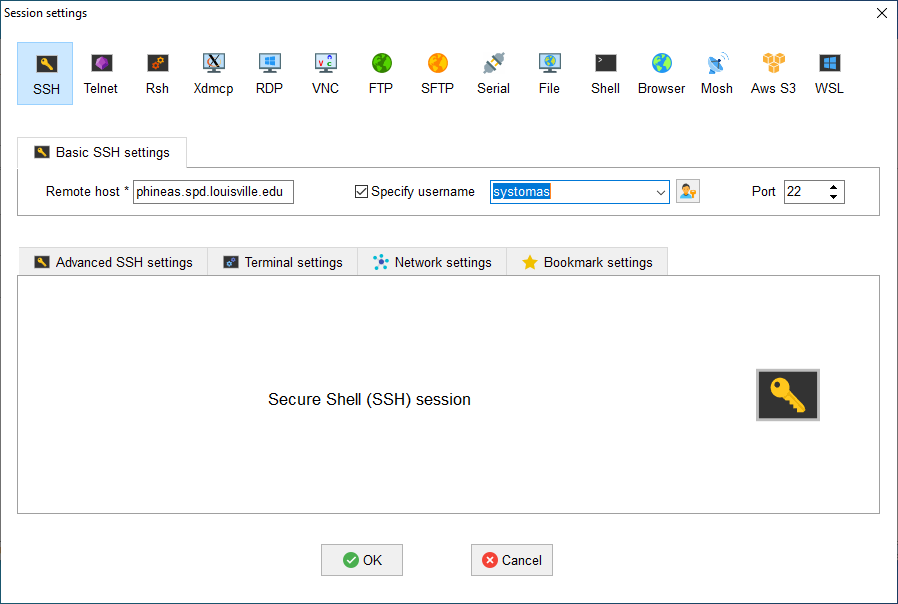 Session settings
SSH Telnet Rsh Xdmcp RDP VNC FTP SFTP Serial File Shell Browser Mosh Aws S3 WSL
Basic SSH settings
Remote host * phineas.spd.louisville.edu Specify username systomas Port 22
Advanced SSH settings Terminal settings Network settings Bookmark settings
Secure Shell (SSH) session
OK Cancel